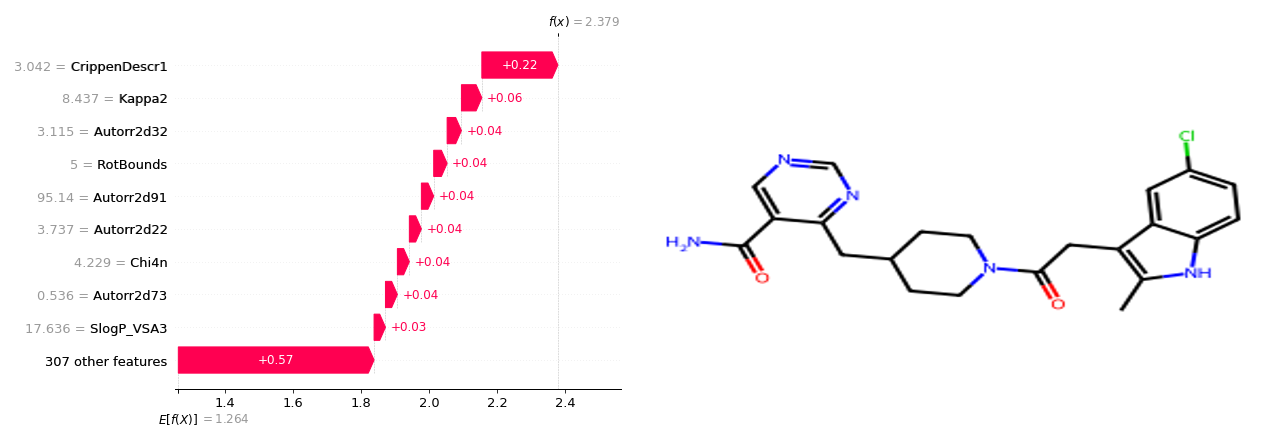 f(x) = 2.379
3.042 = CrippenDescr1
+0.22
8.437 = Kappa2
+0.06
3.115 = Autorr2d32
+0.04
5 = RotBounds
+0.04
95.14 = Autorr2d91
+0.04
3.737 = Autorr2d22
+0.04
4.229 = Chi4n
+0.04
0.536 = Autorr2d73
+0.04
17.636 = SlogP_VSA3
+0.03
307 other features
+0.57
1.4 1.6 1.8 2.0 2.2 2.4
E[f(X)] = 1.264
Cl
N
N
H₂N
O
N
O
NH